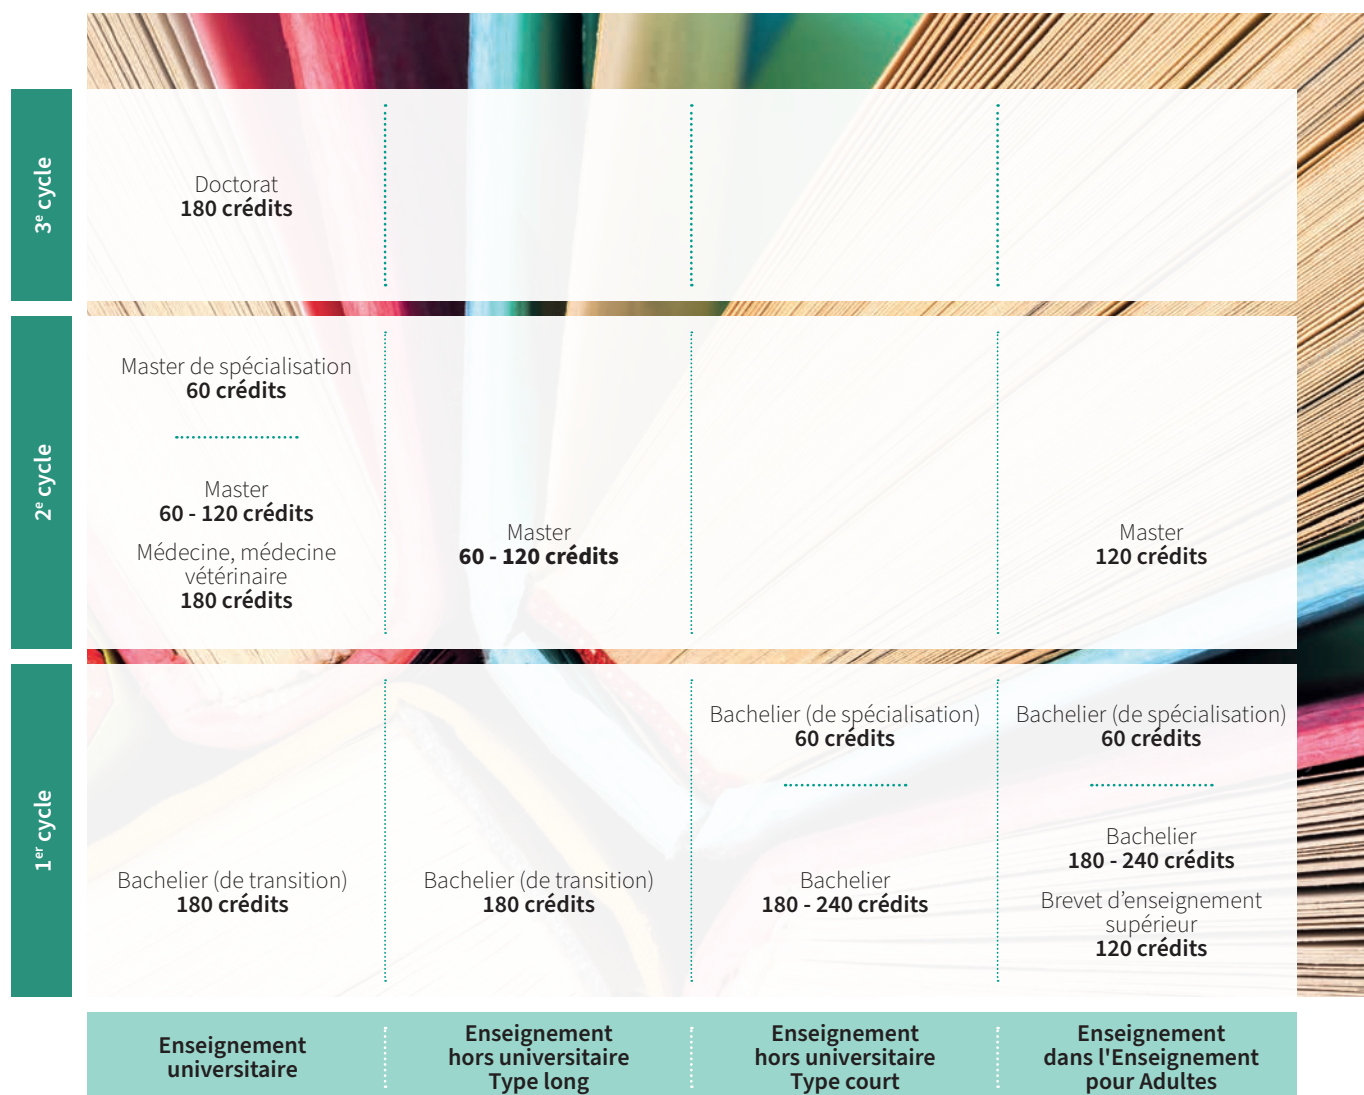 3e cycle
Doctorat
180 crédits
2e cycle
Master de spécialisation
60 crédits
Master
60 - 120 crédits
Médecine, médecine
vétérinaire
180 crédits
Master
60 - 120 crédits
Master
120 crédits
1er cycle
Bachelier (de transition)
180 crédits
Bachelier (de transition)
180 crédits
Bachelier (de spécialisation)
60 crédits
Bachelier
180 - 240 crédits
Bachelier (de spécialisation)
60 crédits
Bachelier
180 - 240 crédits
Brevet d’enseignement
supérieur
120 crédits
Enseignement
universitaire
Enseignement
hors universitaire
Type long
Enseignement
hors universitaire
Type court
Enseignement
dans l'Enseignement
pour Adultes